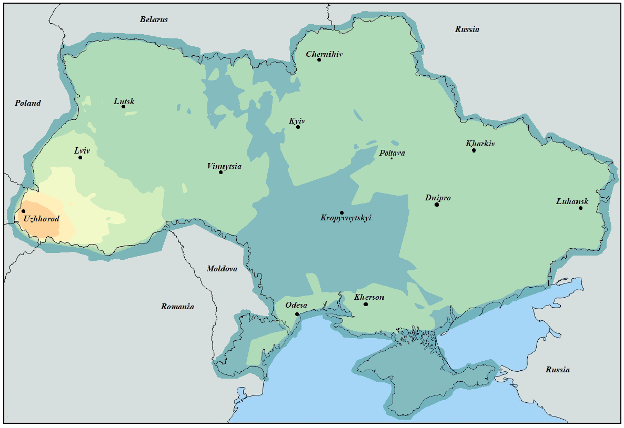 Belarus
Russia
Chernihiv
Poland
Lutsk
Kyiv
Lviv
Poltava
Kharkiv
Vinnytsia
Dnipro
Luhansk
Uzhhorod
Kropyvnytskyi
Moldova
Romania
Odesa
Kherson
Russia